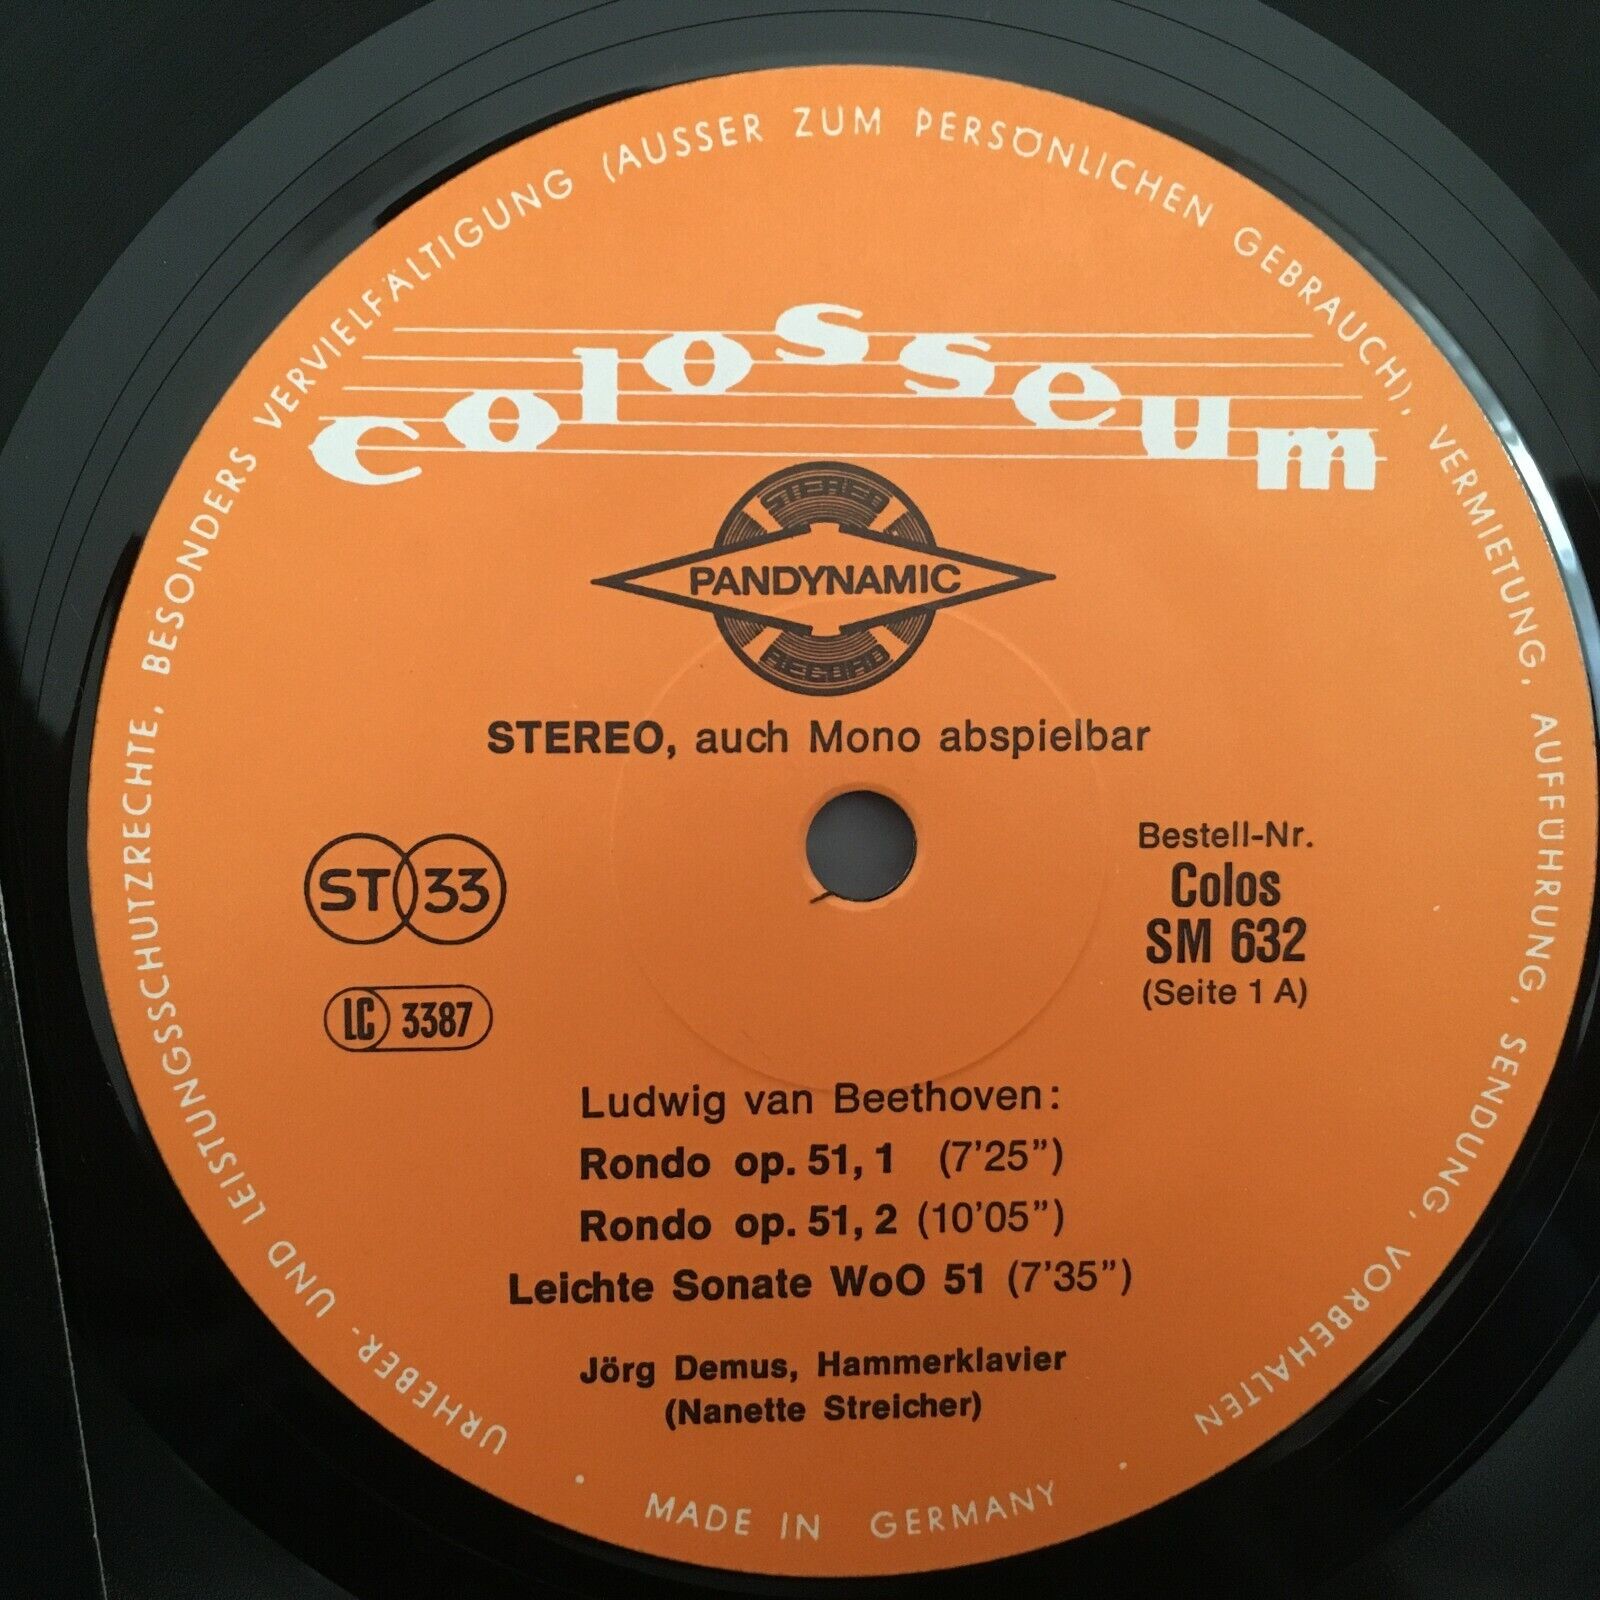 URHEBER- UND LEISTUNGSSCHUTZRECHTE, BESONDERS VERVIELFÄLTIGUNG (AUSSER ZUM PERSÖNLICHEN GEBRAUCH), VERMIETUNG, AUFFÜHRUNG, SENDUNG, VORBEHALTEN
colosseum
STEREO
PANDYNAMIC
RECORD
STEREO, auch Mono abspielbar
ST 33
LC 3387
Bestell-Nr.
Colos
SM 632
(Seite 1 A)
Ludwig van Beethoven:
Rondo op. 51, 1 (7'25”)
Rondo op. 51, 2 (10'05”)
Leichte Sonate WoO 51 (7'35”)
Jörg Demus, Hammerklavier
(Nanette Streicher)
· MADE IN GERMANY ·